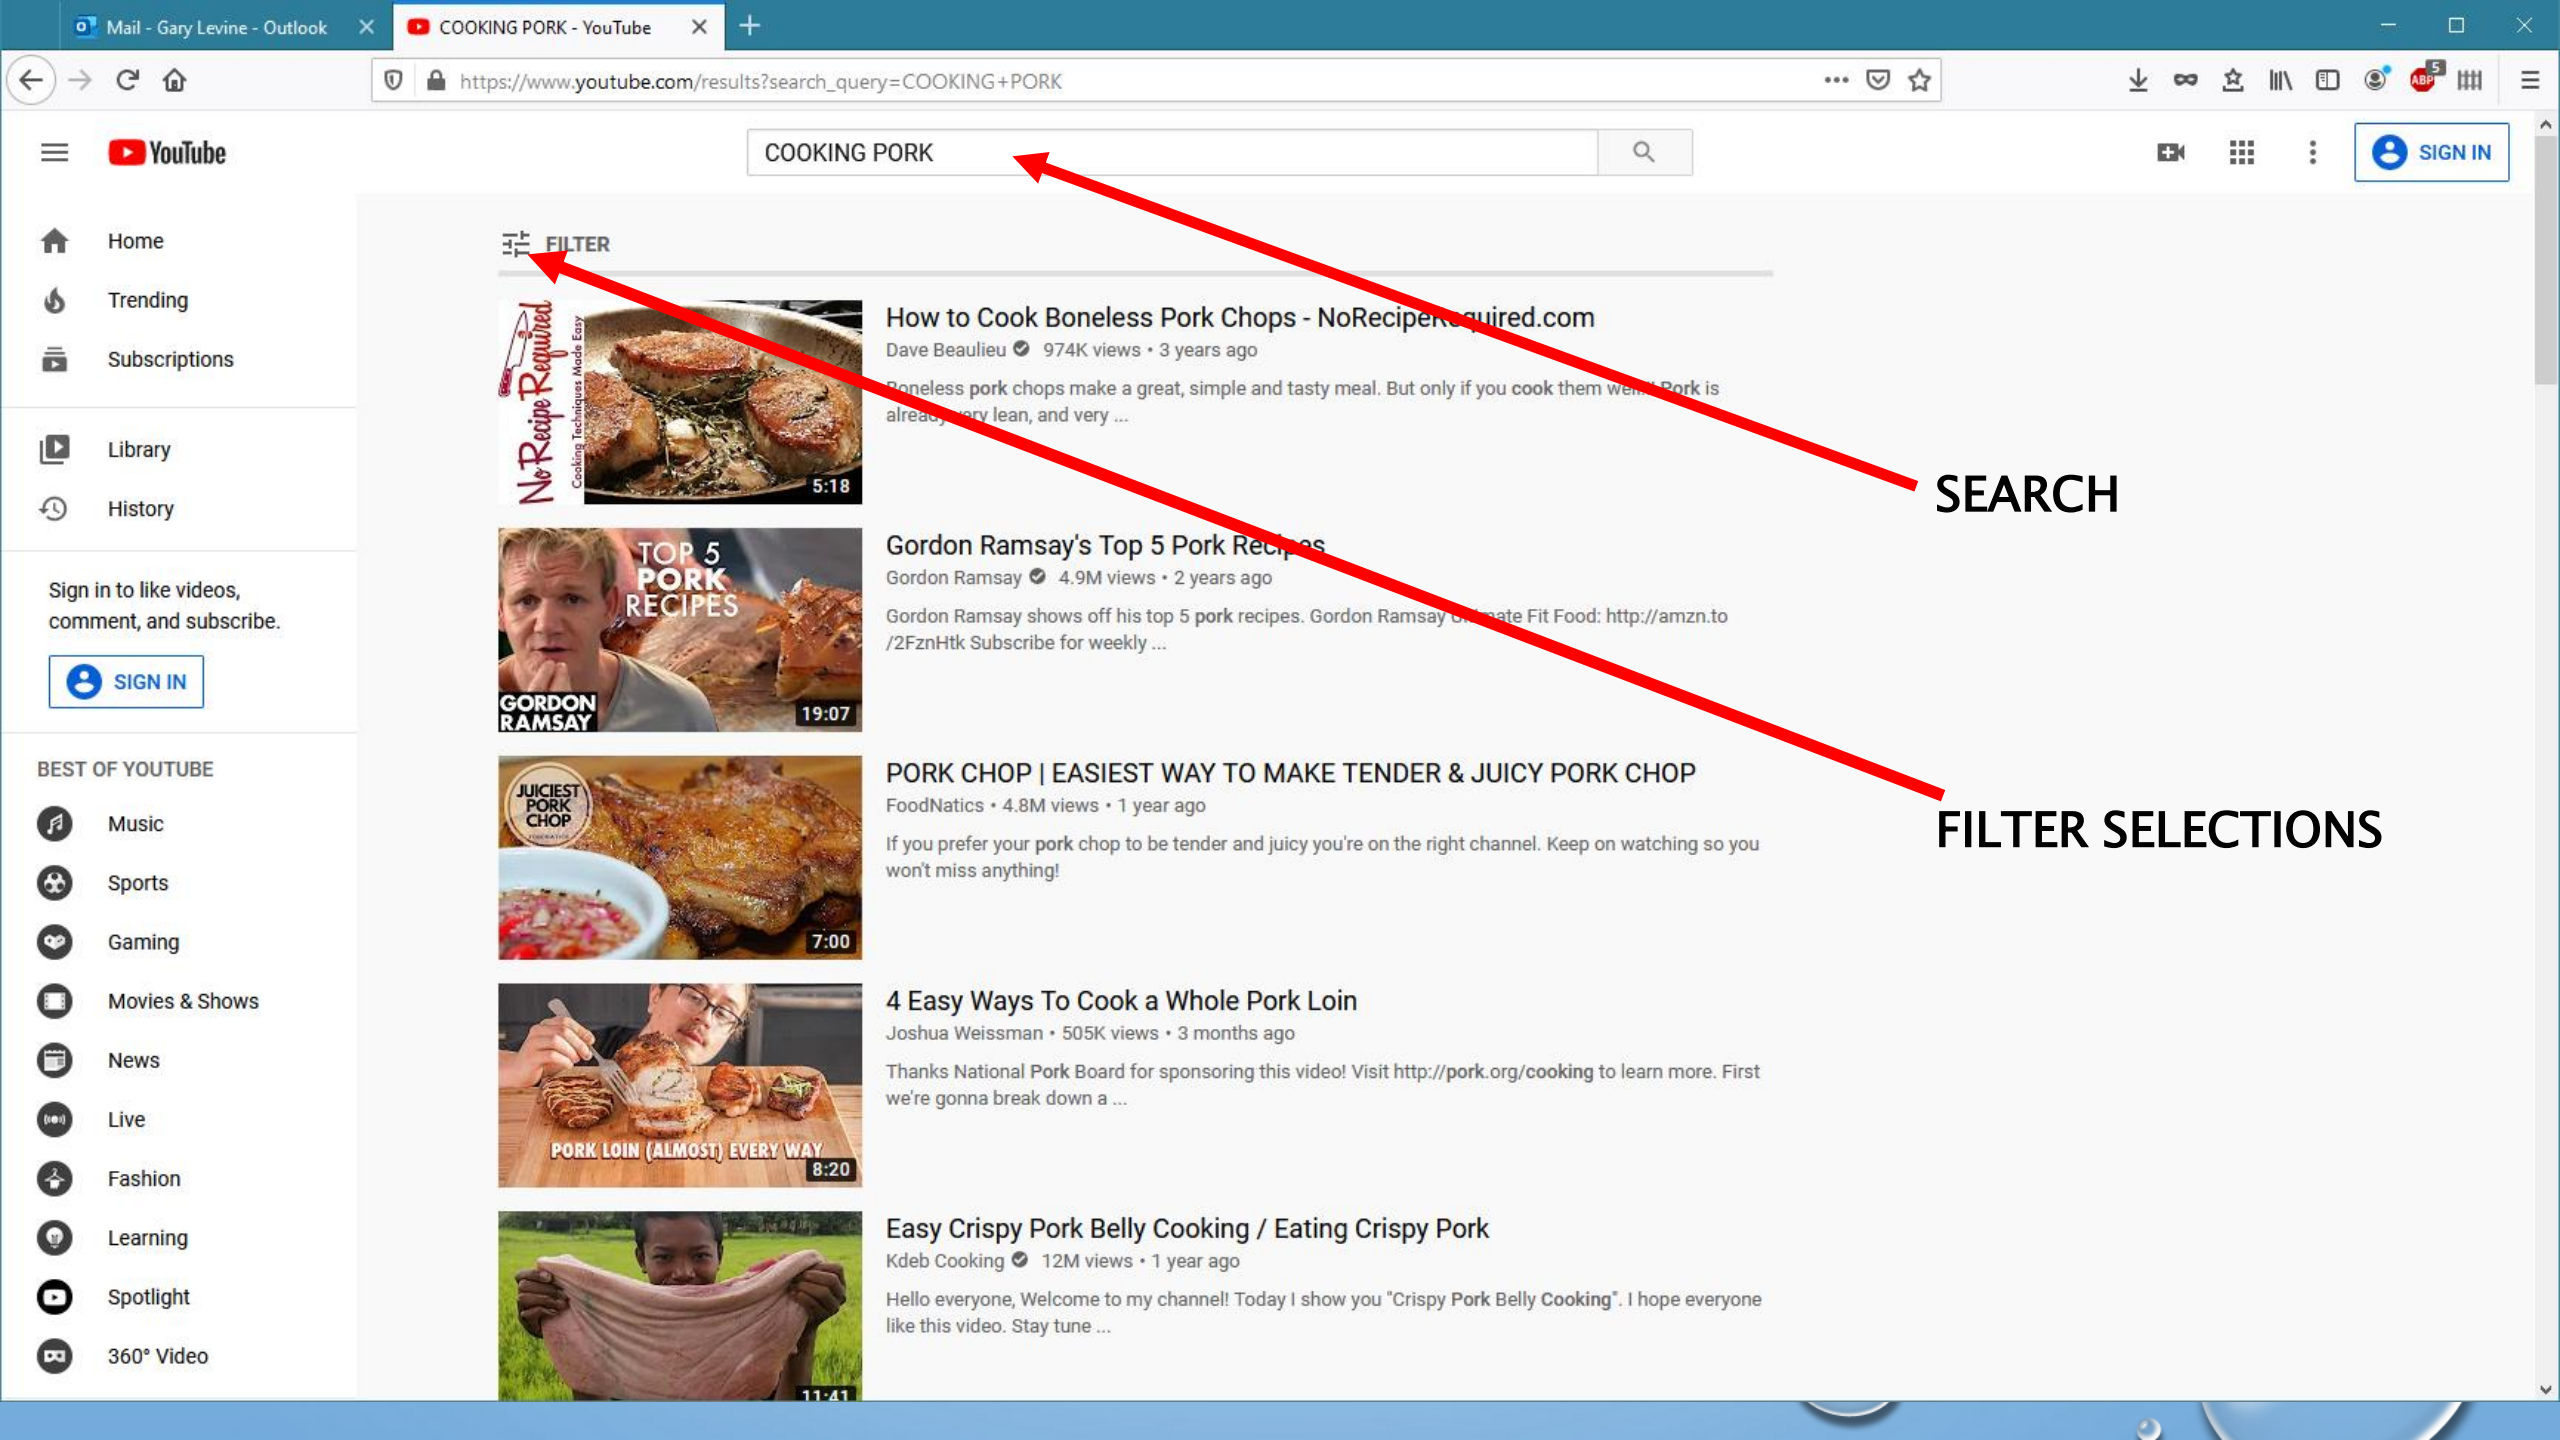 Mail - Gary Levine - Outlook
COOKING PORK - YouTube
https://www.youtube.com/results?search_query=COOKING+PORK
ABP
5
YouTube
COOKING PORK
SIGN IN
Home
Trending
Subscriptions
Library
History
Sign in to like videos,
comment, and subscribe.
SIGN IN
BEST OF YOUTUBE
Music
Sports
Gaming
Movies & Shows
News
Live
Fashion
Learning
Spotlight
360° Video
FILTER
No Recipe Required
Cooking Techniques Made Easy
5:18
How to Cook Boneless Pork Chops - NoRecipeRequired.com
Dave Beaulieu 974K views • 3 years ago
Boneless pork chops make a great, simple and tasty meal. But only if you cook them well!! Pork is
already very lean, and very ...
TOP 5
PORK
RECIPES
GORDON
RAMSAY
19:07
Gordon Ramsay's Top 5 Pork Recipes
Gordon Ramsay 4.9M views • 2 years ago
Gordon Ramsay shows off his top 5 pork recipes. Gordon Ramsay Ultimate Fit Food: http://amzn.to
/2FznHtk Subscribe for weekly ...
JUICIEST
PORK
CHOP
7:00
PORK CHOP | EASIEST WAY TO MAKE TENDER & JUICY PORK CHOP
FoodNatics • 4.8M views • 1 year ago
If you prefer your pork chop to be tender and juicy you're on the right channel. Keep on watching so you
won't miss anything!
PORK LOIN (ALMOST) EVERY WAY
8:20
4 Easy Ways To Cook a Whole Pork Loin
Joshua Weissman • 505K views • 3 months ago
Thanks National Pork Board for sponsoring this video! Visit http://pork.org/cooking to learn more. First
we're gonna break down a ...
11:41
Easy Crispy Pork Belly Cooking / Eating Crispy Pork
Kdeb Cooking 12M views • 1 year ago
Hello everyone, Welcome to my channel! Today I show you "Crispy Pork Belly Cooking". I hope everyone
like this video. Stay tune ...
SEARCH
FILTER SELECTIONS